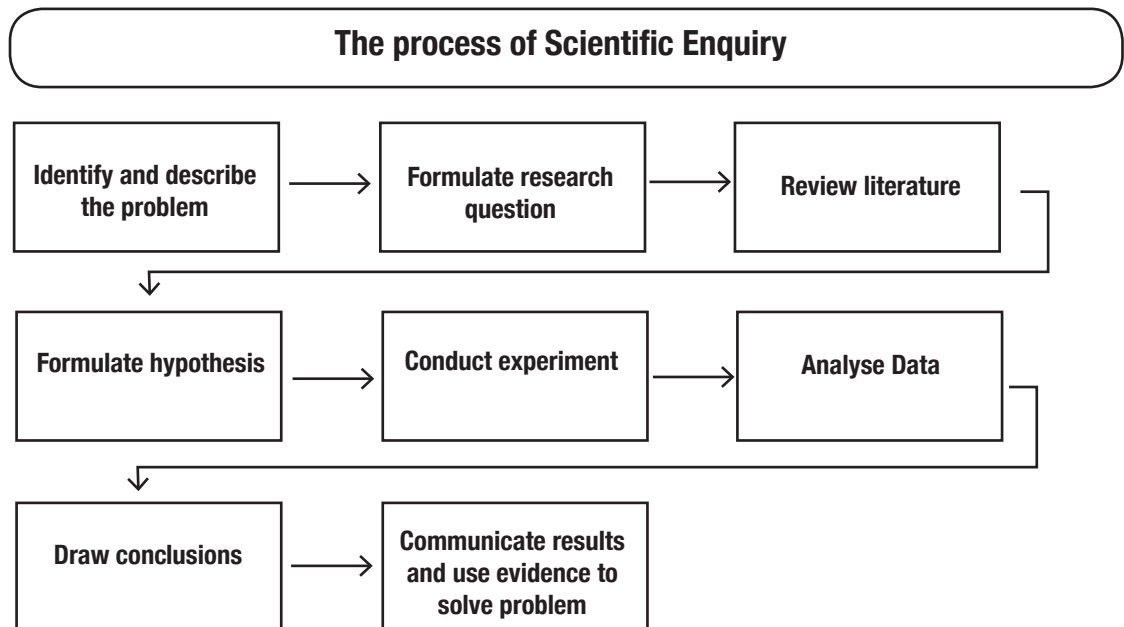 The process of Scientific Enquiry
Identify and describe
the problem
Formulate research
question
Review literature
Formulate hypothesis
Conduct experiment
Analyse Data
Draw conclusions
Communicate results
and use evidence to
solve problem